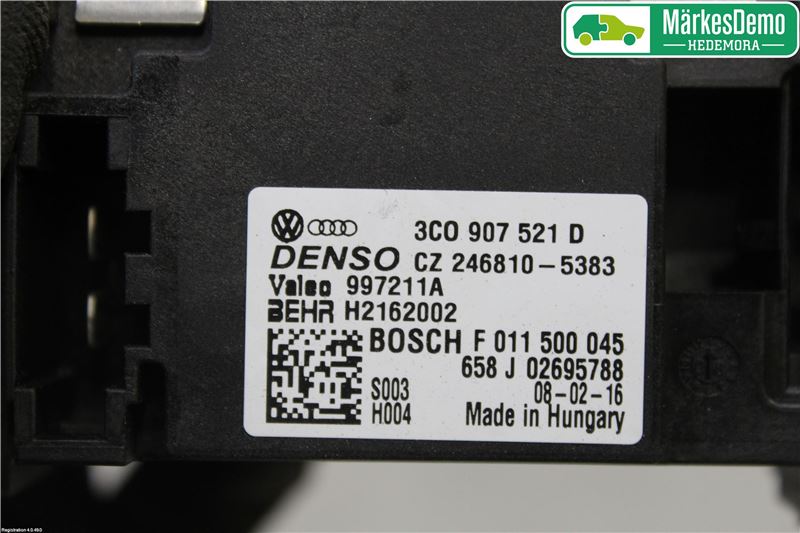 MärkesDemo
HEDEMORA
3C0 907 521 D
DENSO CZ 246810-5383
Valeo 997211A
BEHR H2162002
BOSCH F 011 500 045
658 J 02695788
S003 08-02-16
H004 Made in Hungary
Registration 4.0.49.0